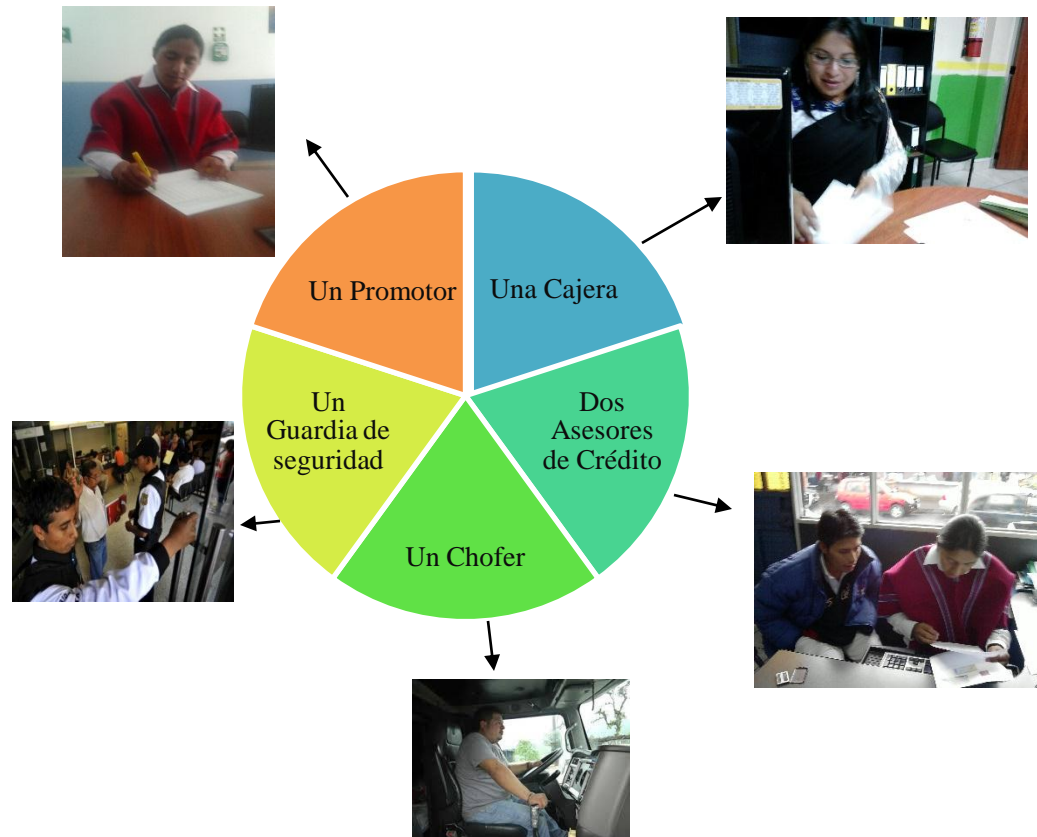 Un Promotor
Una Cajera
Dos
Asesores
de Crédito
Un
Guardia de
seguridad
Un Chofer